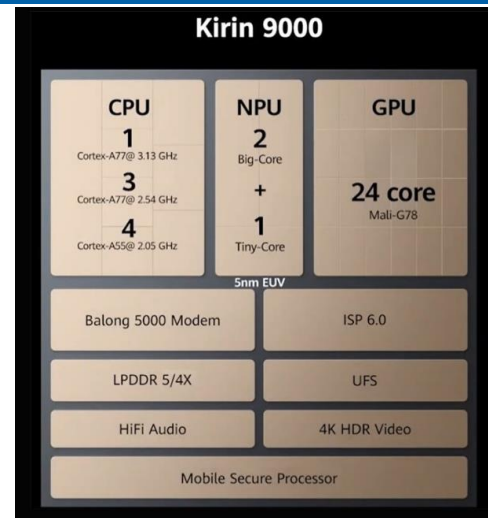 Kirin 9000
CPU
1
Cortex-A77@ 3.13 GHz
3
Cortex-A77@ 2.54 GHz
4
Cortex-A55@ 2.05 GHz
NPU
2
Big-Core
+
1
Tiny-Core
GPU
24 core
Mali-G78
5nm EUV
Balong 5000 Modem
ISP 6.0
LPDDR 5/4X
UFS
HiFi Audio
4K HDR Video
Mobile Secure Processor